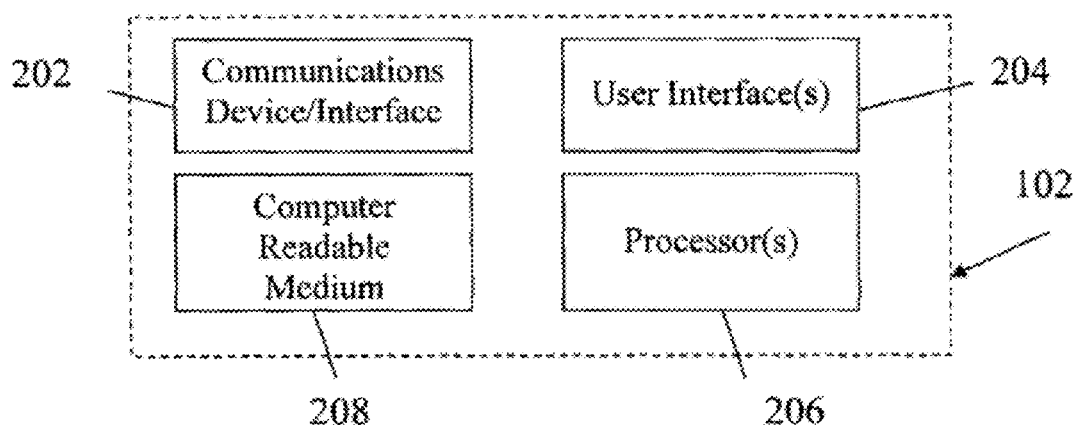 202
Communications
Device/Interface
User Interface(s)
204
102
Computer
Readable
Medium
Processor(s)
208
206